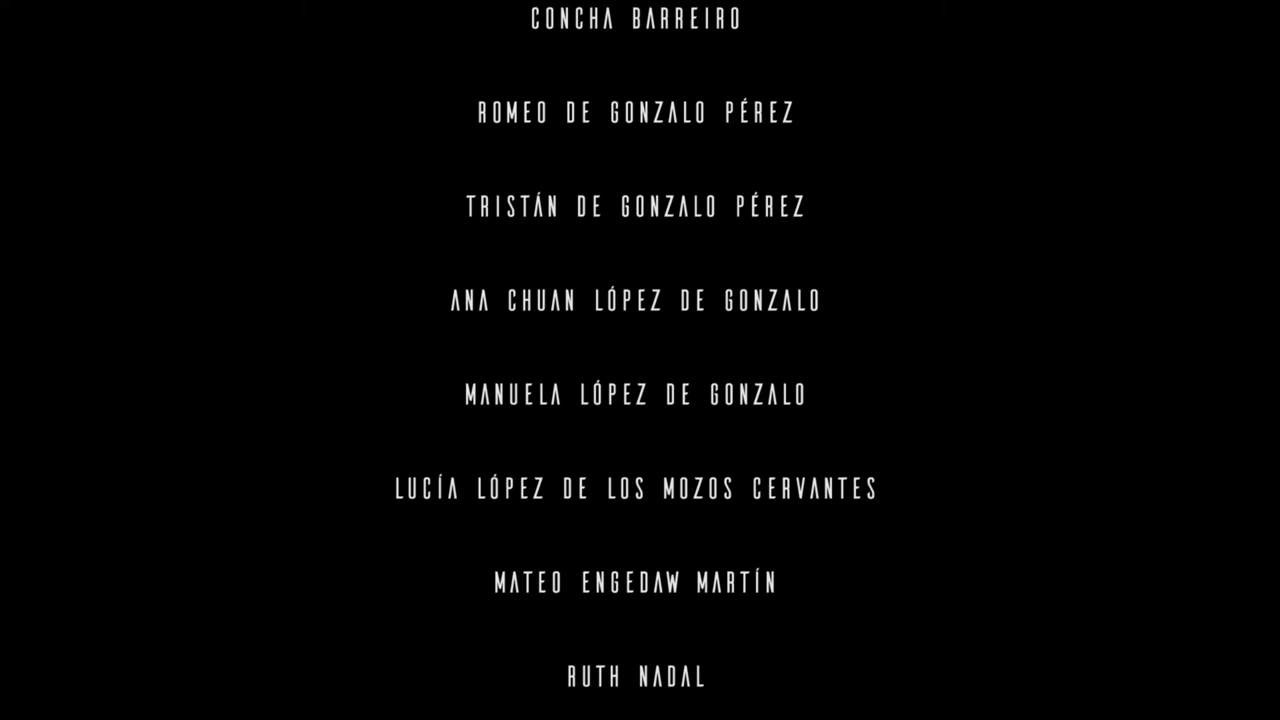 CONCHA BARREIRO
ROMEO DE GONZALO PÉREZ
TRISTÁN DE GONZALO PÉREZ
ANA CHUAN LÓPEZ DE GONZALO
MANUELA LÓPEZ DE GONZALO
LUCÍA LÓPEZ DE LOS MOZOS CERVANTES
MATEO ENGEDAW MARTÍN
RUTH NADAL